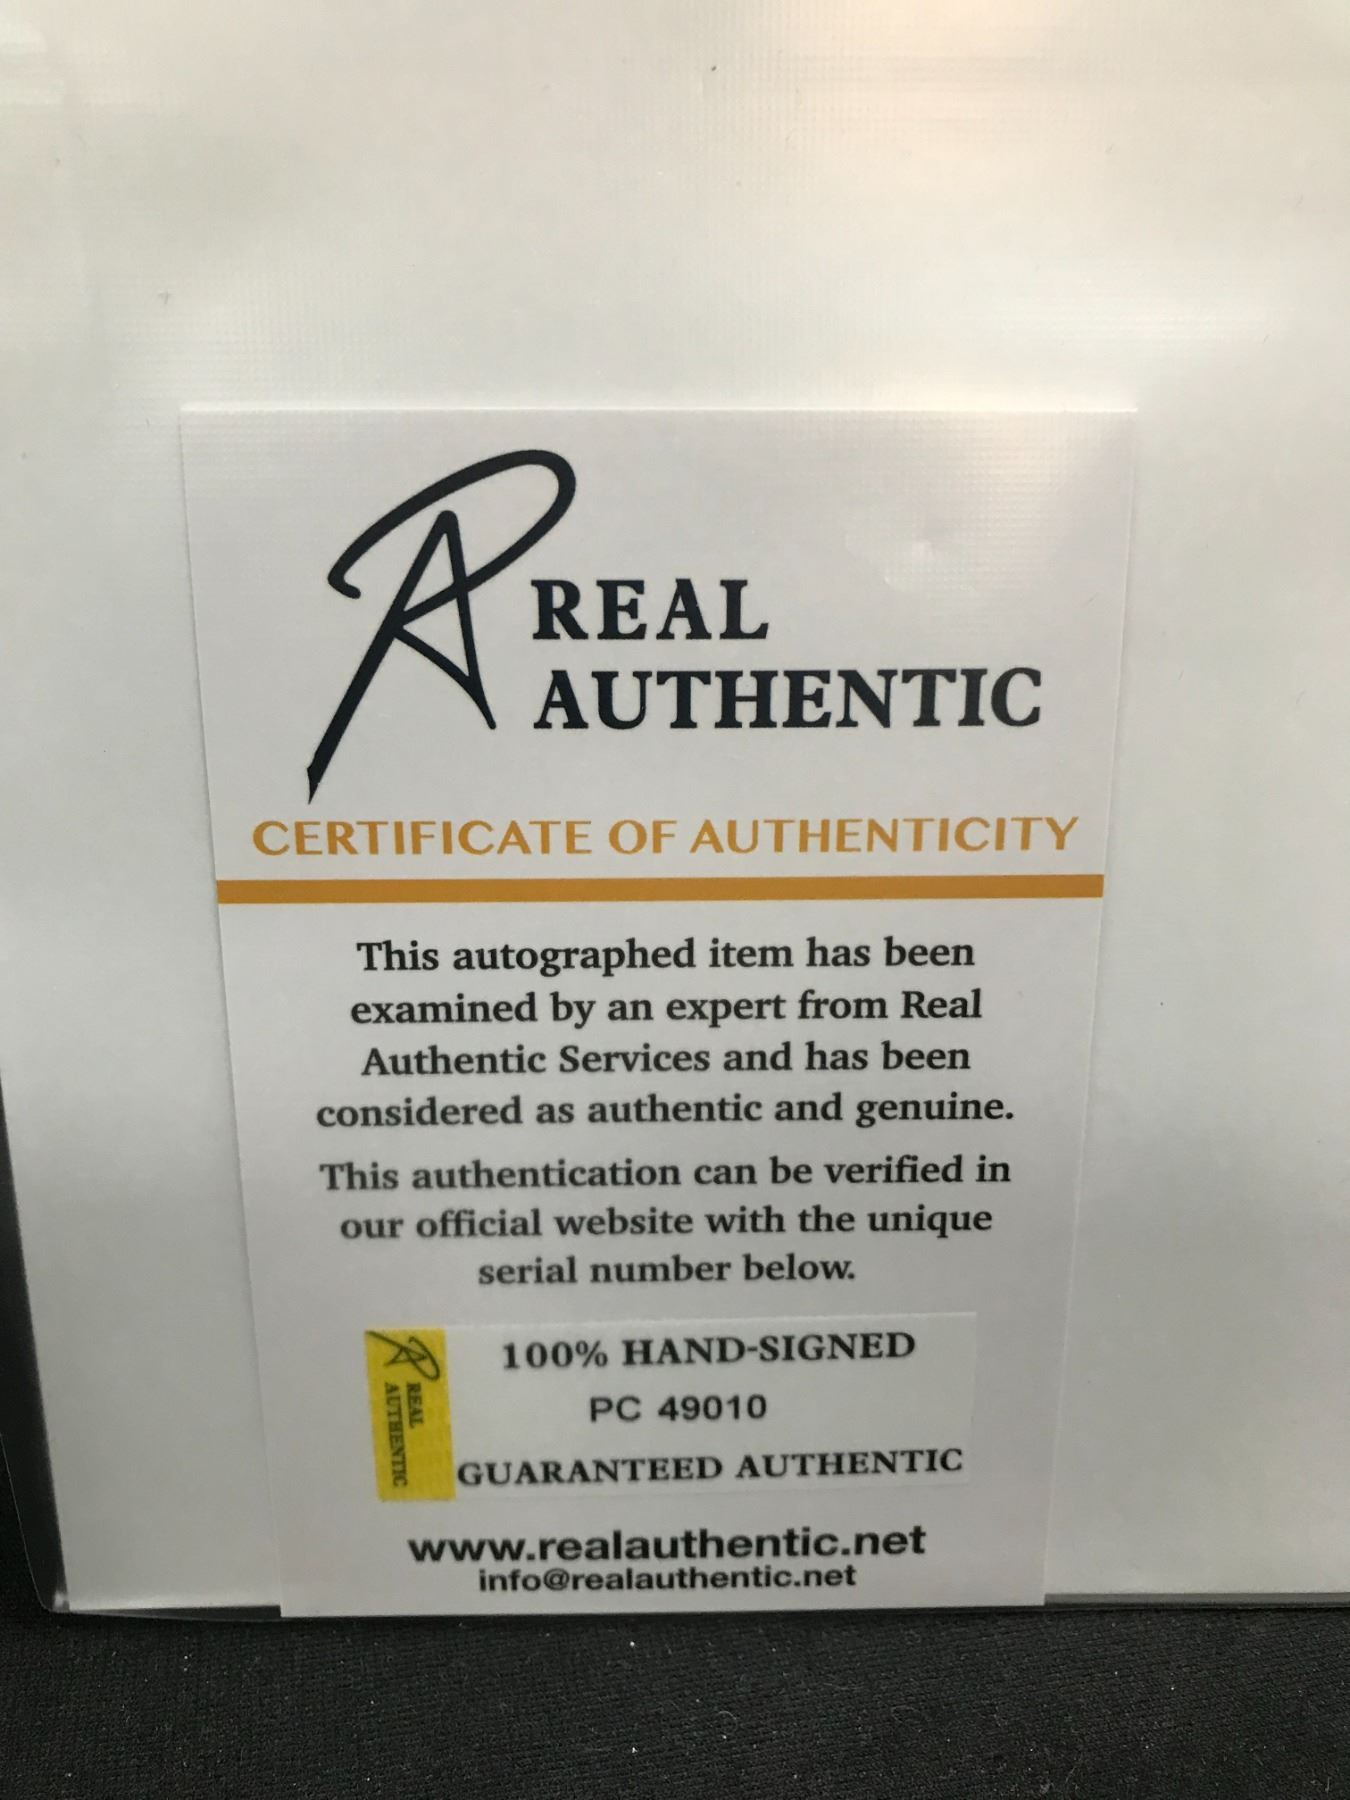 REAL
AUTHENTIC
CERTIFICATE OF AUTHENTICITY
This autographed item has been
examined by an expert from Real
Authentic Services and has been
considered as authentic and genuine.
This authentication can be verified in
our official website with the unique
serial number below.
REAL
AUTHENTIC
100% HAND-SIGNED
PC 49010
GUARANTEED AUTHENTIC
www.realauthentic.net
info@realauthentic.net